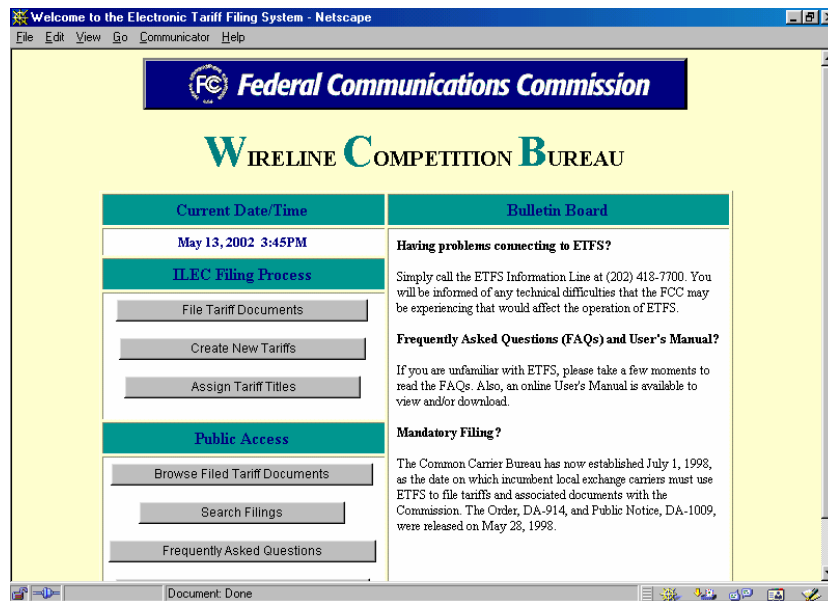 Welcome to the Electronic Tariff Filing System - Netscape
File Edit View Go Communicator Help
FC Federal Communications Commission
WIRELINE COMPETITION BUREAU
Current Date/Time
May 13, 2002 3:45PM
ILEC Filing Process
File Tariff Documents
Create New Tariffs
Assign Tariff Titles
Public Access
Browse Filed Tariff Documents
Search Filings
Frequently Asked Questions
Bulletin Board
Having problems connecting to ETFS?
Simply call the ETFS Information Line at (202) 418-7700. You
will be informed of any technical difficulties that the FCC may
be experiencing that would affect the operation of ETFS.
Frequently Asked Questions (FAQs) and User's Manual?
If you are unfamiliar with ETFS, please take a few moments to
read the FAQs. Also, an online User's Manual is available to
view and/or download.
Mandatory Filing?
The Common Carrier Bureau has now established July 1, 1998,
as the date on which incumbent local exchange carriers must use
ETFS to file tariffs and associated documents with the
Commission. The Order, DA-914, and Public Notice, DA-1009,
were released on May 28, 1998.
Document: Done